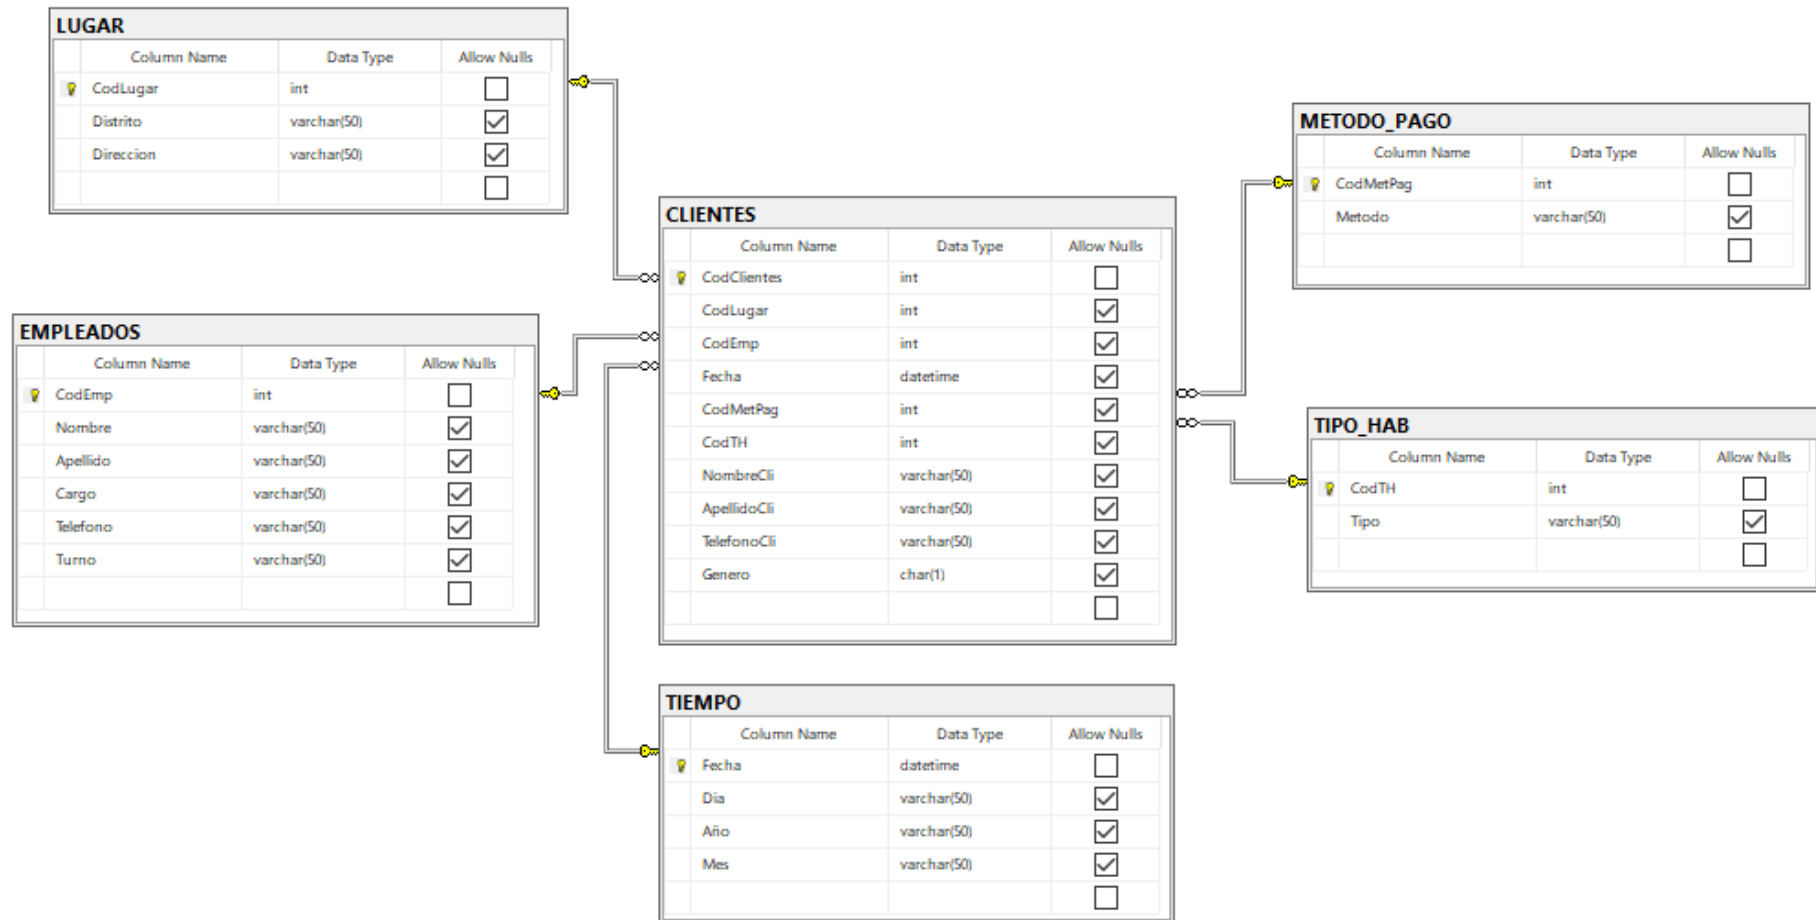 LUGAR
Column Name Data Type Allow Nulls
CodLugar int
Distrito varchar(50)
Direccion varchar(50)
EMPLEADOS
Column Name Data Type Allow Nulls
CodEmp int
Nombre varchar(50)
Apellido varchar(50)
Cargo varchar(50)
Telefono varchar(50)
Turno varchar(50)
CLIENTES
Column Name Data Type Allow Nulls
CodClientes int
CodLugar int
CodEmp int
Fecha datetime
CodMetPag int
CodTH int
NombreCli varchar(50)
ApellidoCli varchar(50)
TelefonoCli varchar(50)
Genero char(1)
TIEMPO
Column Name Data Type Allow Nulls
Fecha datetime
Dia varchar(50)
Año varchar(50)
Mes varchar(50)
METODO_PAGO
Column Name Data Type Allow Nulls
CodMetPag int
Metodo varchar(50)
TIPO_HAB
Column Name Data Type Allow Nulls
CodTH int
Tipo varchar(50)